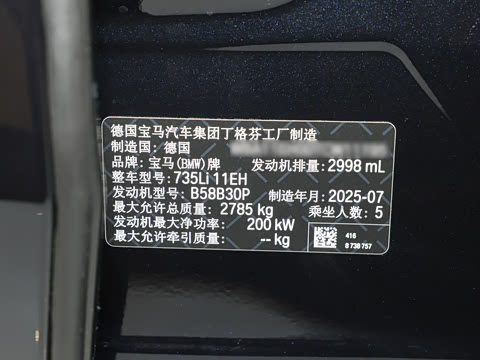 德国宝马汽车集团丁格芬工厂制造
制造国：德国
品牌：宝马(BMW)牌 发动机排量：2998 mL
整车型号：735Li 11EH
发动机型号：B58B30P 制造年月：2025-07
最大允许总质量：2785 kg 乘坐人数：5
发动机最大净功率：200 kW
最大允许牵引质量：-- kg
416
8 738 757